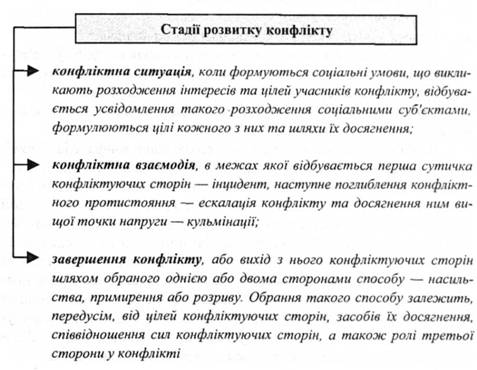 Стадії розвитку конфлікту
конфліктна ситуація, коли формуються соціальні умови, що викли-
кають розходження інтересів та цілей учасників конфлікту, відбува-
ється усвідомлення такого розходження соціальними суб'єктами,
формулюються цілі кожного з них та шляхи їх досягнення;
конфліктна взаємодія, в межах якої відбувається перша сутичка
конфліктуючих сторін — інцидент, наступне поглиблення конфлікт-
ного протистояння — ескалація конфлікту та досягнення ним ви-
щої точки напруги — кульмінації;
завершення конфлікту, або вихід з нього конфліктуючих сторін
шляхом обраного однією або двома сторонами способу — насиль-
ства, примирення або розриву. Обрання такого способу залежить,
передусім, від цілей конфліктуючих сторін, засобів їх досягнення,
співвідношення сил конфліктуючих сторін, а також ролі третьої
сторони у конфлікті